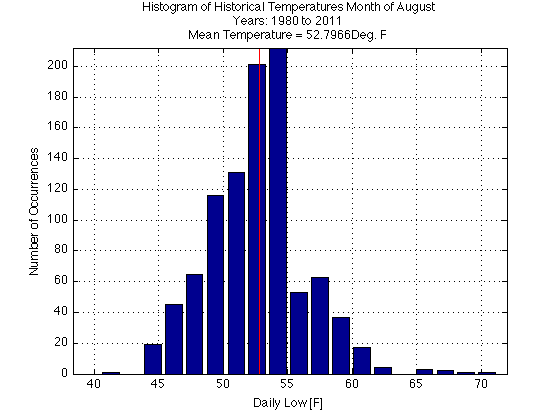 Histogram of Historical Temperatures Month of August
Years: 1980 to 2011
Mean Temperature = 52.7966Deg. F
200
180
160
140
120
100
80
60
40
20
0
Number of Occurrences
40 45 50 55 60 65 70
Daily Low [F]